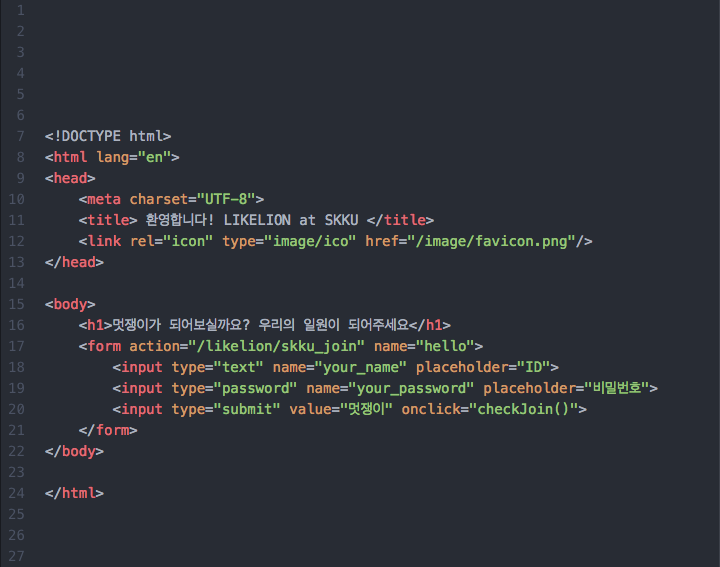 1
2
3
4
5
6
7 <!DOCTYPE html>
8 <html lang="en">
9 <head>
10 <meta charset="UTF-8">
11 <title> 환영합니다! LIKELION at SKKU </title>
12 <link rel="icon" type="image/ico" href="/image/favicon.png"/>
13 </head>
14
15 <body>
16 <h1>멋쟁이가 되어보실까요? 우리의 일원이 되어주세요</h1>
17 <form action="/likelion/skku_join" name="hello">
18 <input type="text" name="your_name" placeholder="ID">
19 <input type="password" name="your_password" placeholder="비밀번호">
20 <input type="submit" value="멋쟁이" onclick="checkJoin()">
21 </form>
22 </body>
23
24 </html>
25
26
27